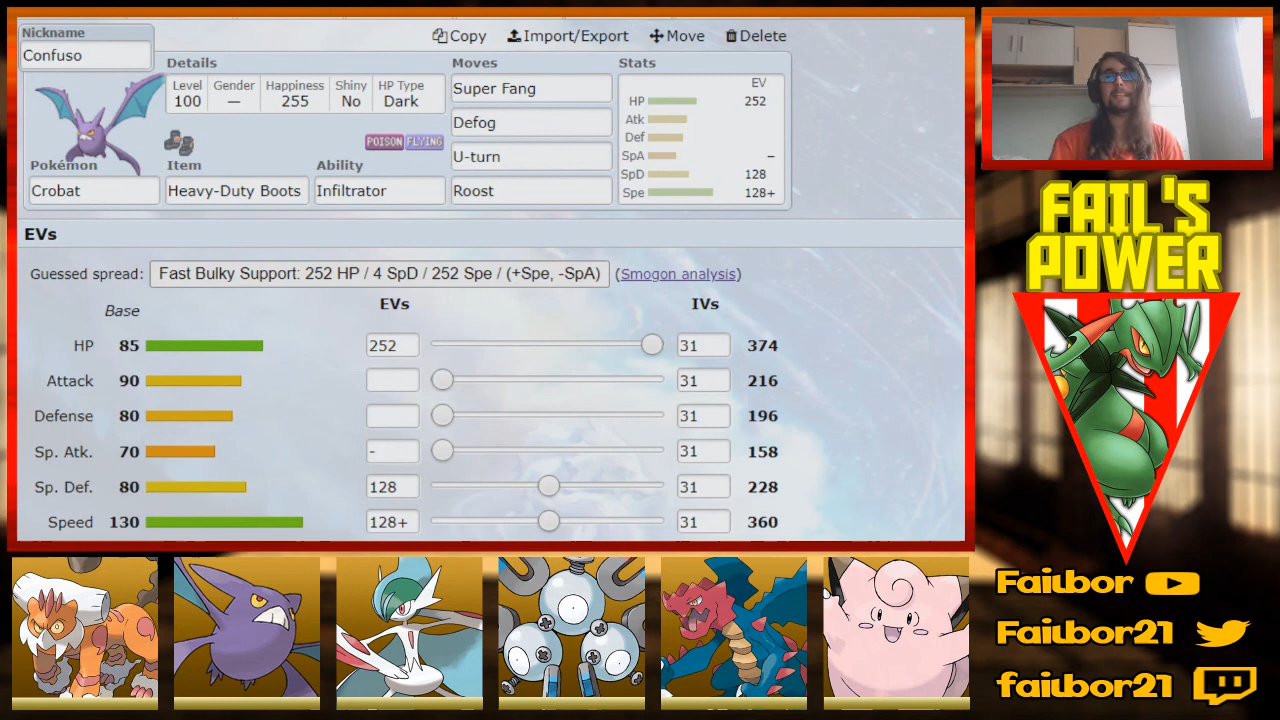 Nickname
Confuso
Copy Import/Export Move Delete
Details
Level Gender Happiness Shiny HP Type
100 — 255 No Dark
POISON FLYING
Pokémon Item Ability
Crobat Heavy-Duty Boots Infiltrator
Moves
Super Fang
Defog
U-turn
Roost
Stats
EV
HP 252
Atk
Def
SpA –
SpD 128
Spe 128+
EVs
Guessed spread: Fast Bulky Support: 252 HP / 4 SpD / 252 Spe / (+Spe, -SpA) (Smogon analysis)
Base EVs IVs
HP 85 252 31 374
Attack 90 31 216
Defense 80 31 196
Sp. Atk. 70 - 31 158
Sp. Def. 80 128 31 228
Speed 130 128+ 31 360
FAIL'S
POWER
Failbor
Failbor21
failbor21